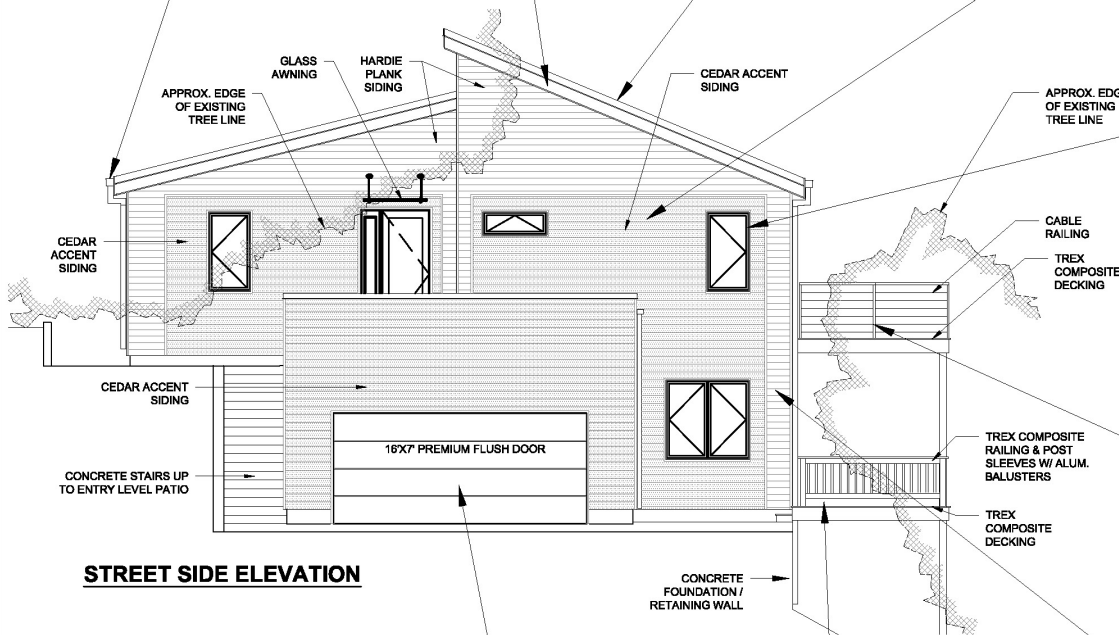 GLASS
AWNING
HARDIE
PLANK
SIDING
CEDAR ACCENT
SIDING
APPROX. EDGE
OF EXISTING
TREE LINE
APPROX. EDG
OF EXISTING
TREE LINE
CEDAR
ACCENT
SIDING
CABLE
RAILING
TREX
COMPOSITE
DECKING
CEDAR ACCENT
SIDING
16'X7' PREMIUM FLUSH DOOR
CONCRETE STAIRS UP
TO ENTRY LEVEL PATIO
TREX COMPOSITE
RAILING & POST
SLEEVES W/ ALUM.
BALUSTERS
TREX
COMPOSITE
DECKING
STREET SIDE ELEVATION
CONCRETE
FOUNDATION /
RETAINING WALL